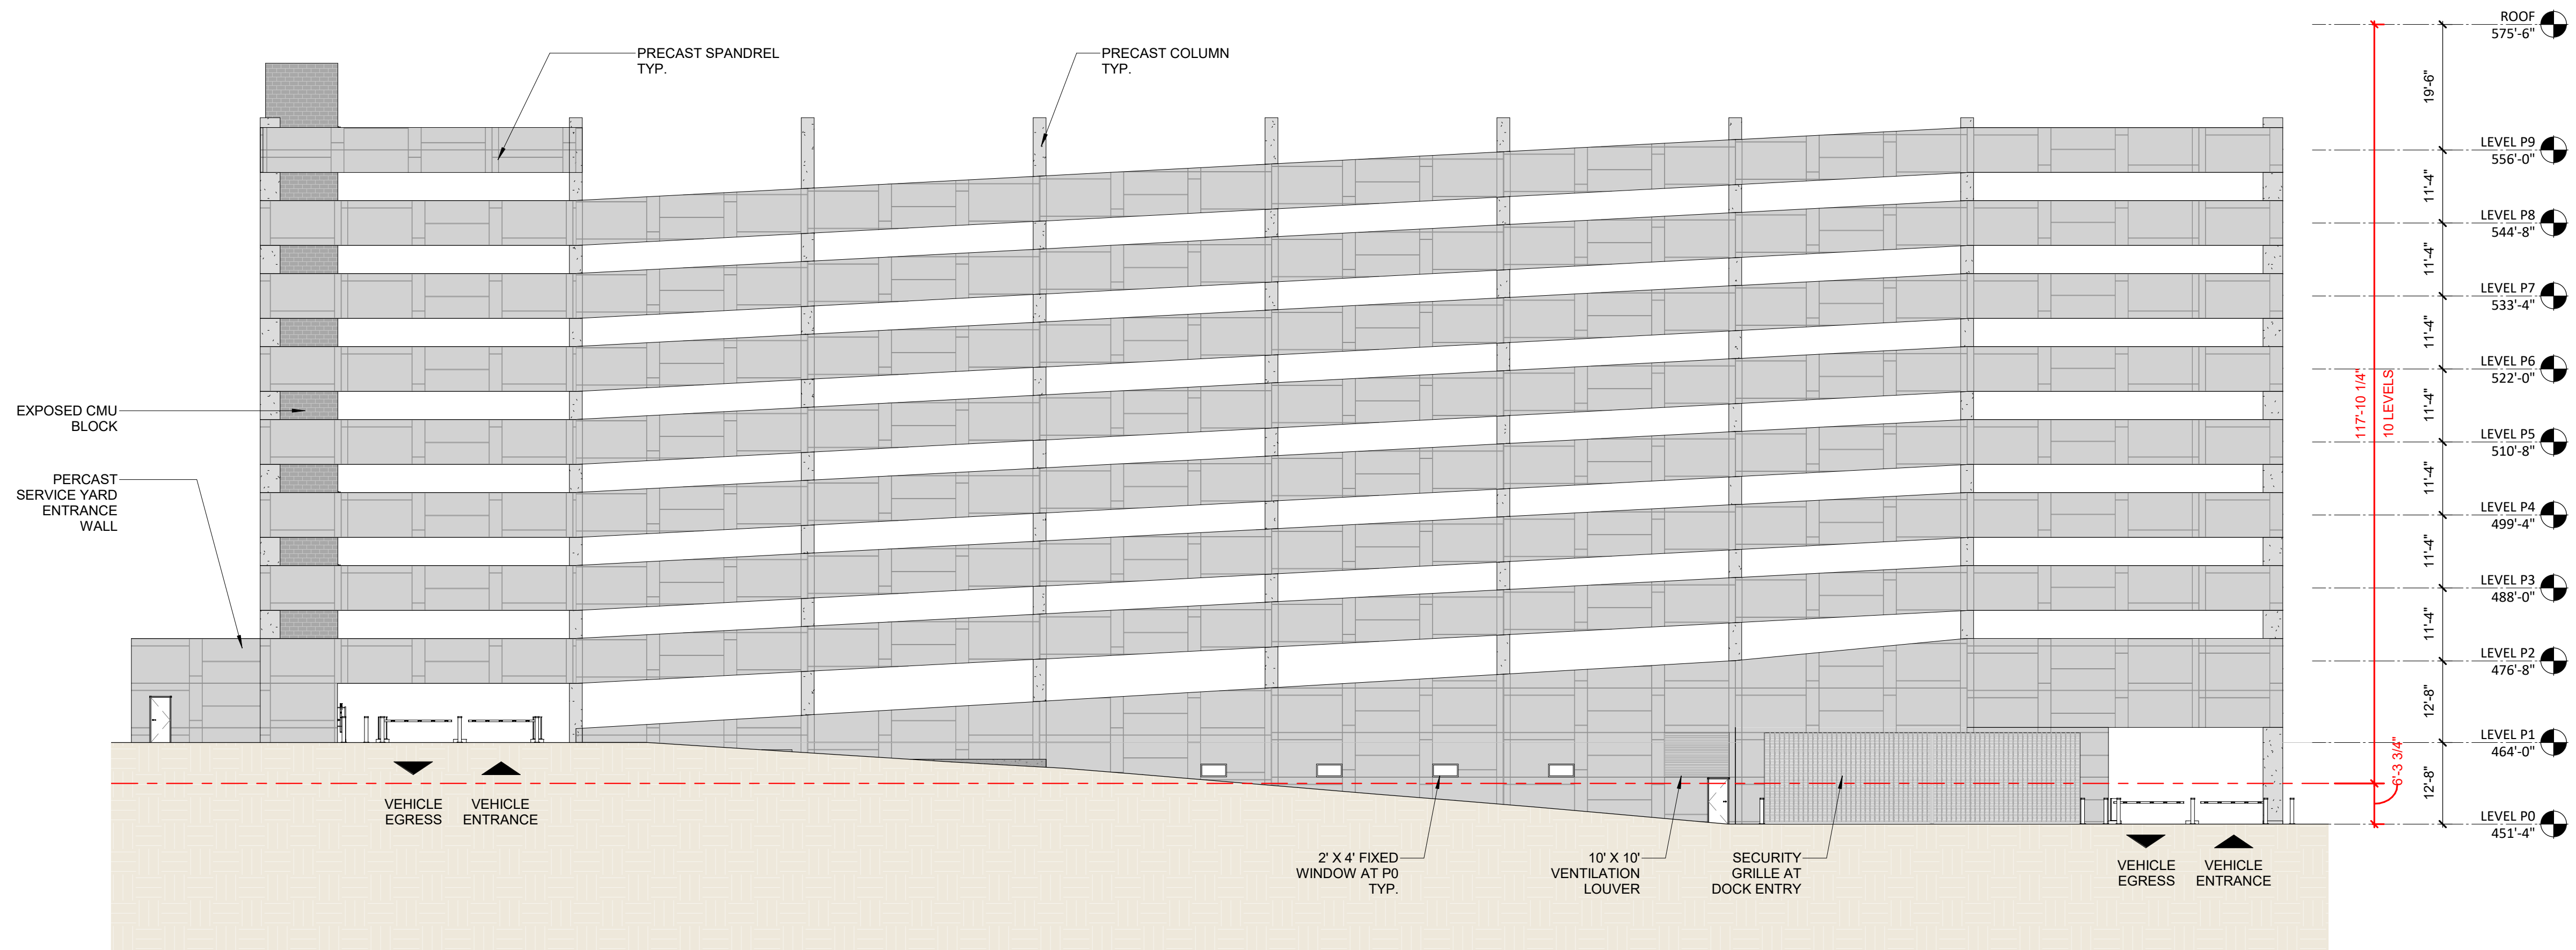 PRECAST SPANDREL
TYP.
PRECAST COLUMN
TYP.
EXPOSED CMU
BLOCK
PERCAST
SERVICE YARD
ENTRANCE
WALL
VEHICLE
EGRESS
VEHICLE
ENTRANCE
2' X 4' FIXED
WINDOW AT P0
TYP.
10' X 10'
VENTILATION
LOUVER
SECURITY
GRILLE AT
DOCK ENTRY
VEHICLE
EGRESS
VEHICLE
ENTRANCE
117'-10 1/4"
10 LEVELS
6'-3 3/4"
19'-6"
11'-4"
11'-4"
11'-4"
11'-4"
11'-4"
11'-4"
11'-4"
12'-8"
12'-8"
ROOF
575'-6"
LEVEL P9
556'-0"
LEVEL P8
544'-8"
LEVEL P7
533'-4"
LEVEL P6
522'-0"
LEVEL P5
510'-8"
LEVEL P4
499'-4"
LEVEL P3
488'-0"
LEVEL P2
476'-8"
LEVEL P1
464'-0"
LEVEL P0
451'-4"